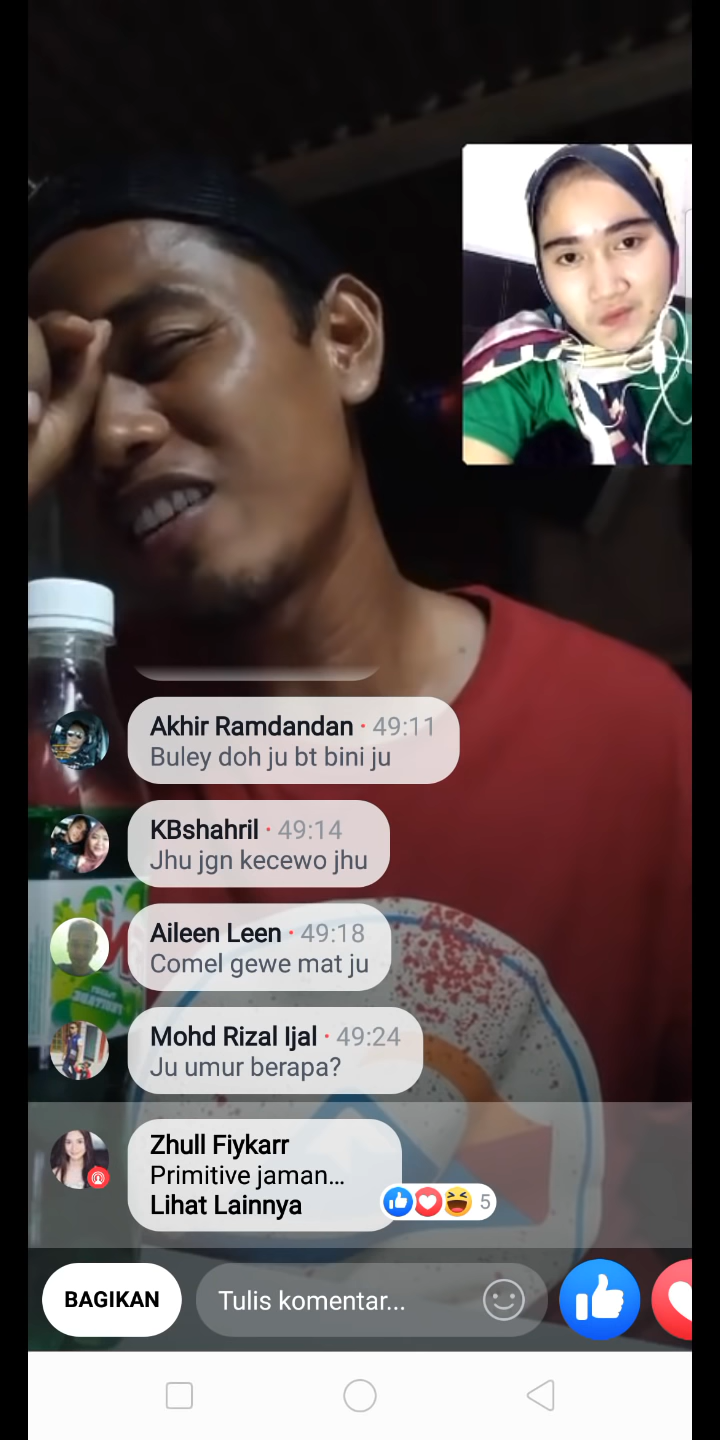 Akhir Ramdandan · 49:11
Buley doh ju bt bini ju
KBshahril · 49:14
Jhu jgn kecewo jhu
Aileen Leen · 49:18
Comel gewe mat ju
Mohd Rizal Ijal · 49:24
Ju umur berapa?
Zhull Fiykarr
Primitive jaman...
Lihat Lainnya
5
BAGIKAN
Tulis komentar...